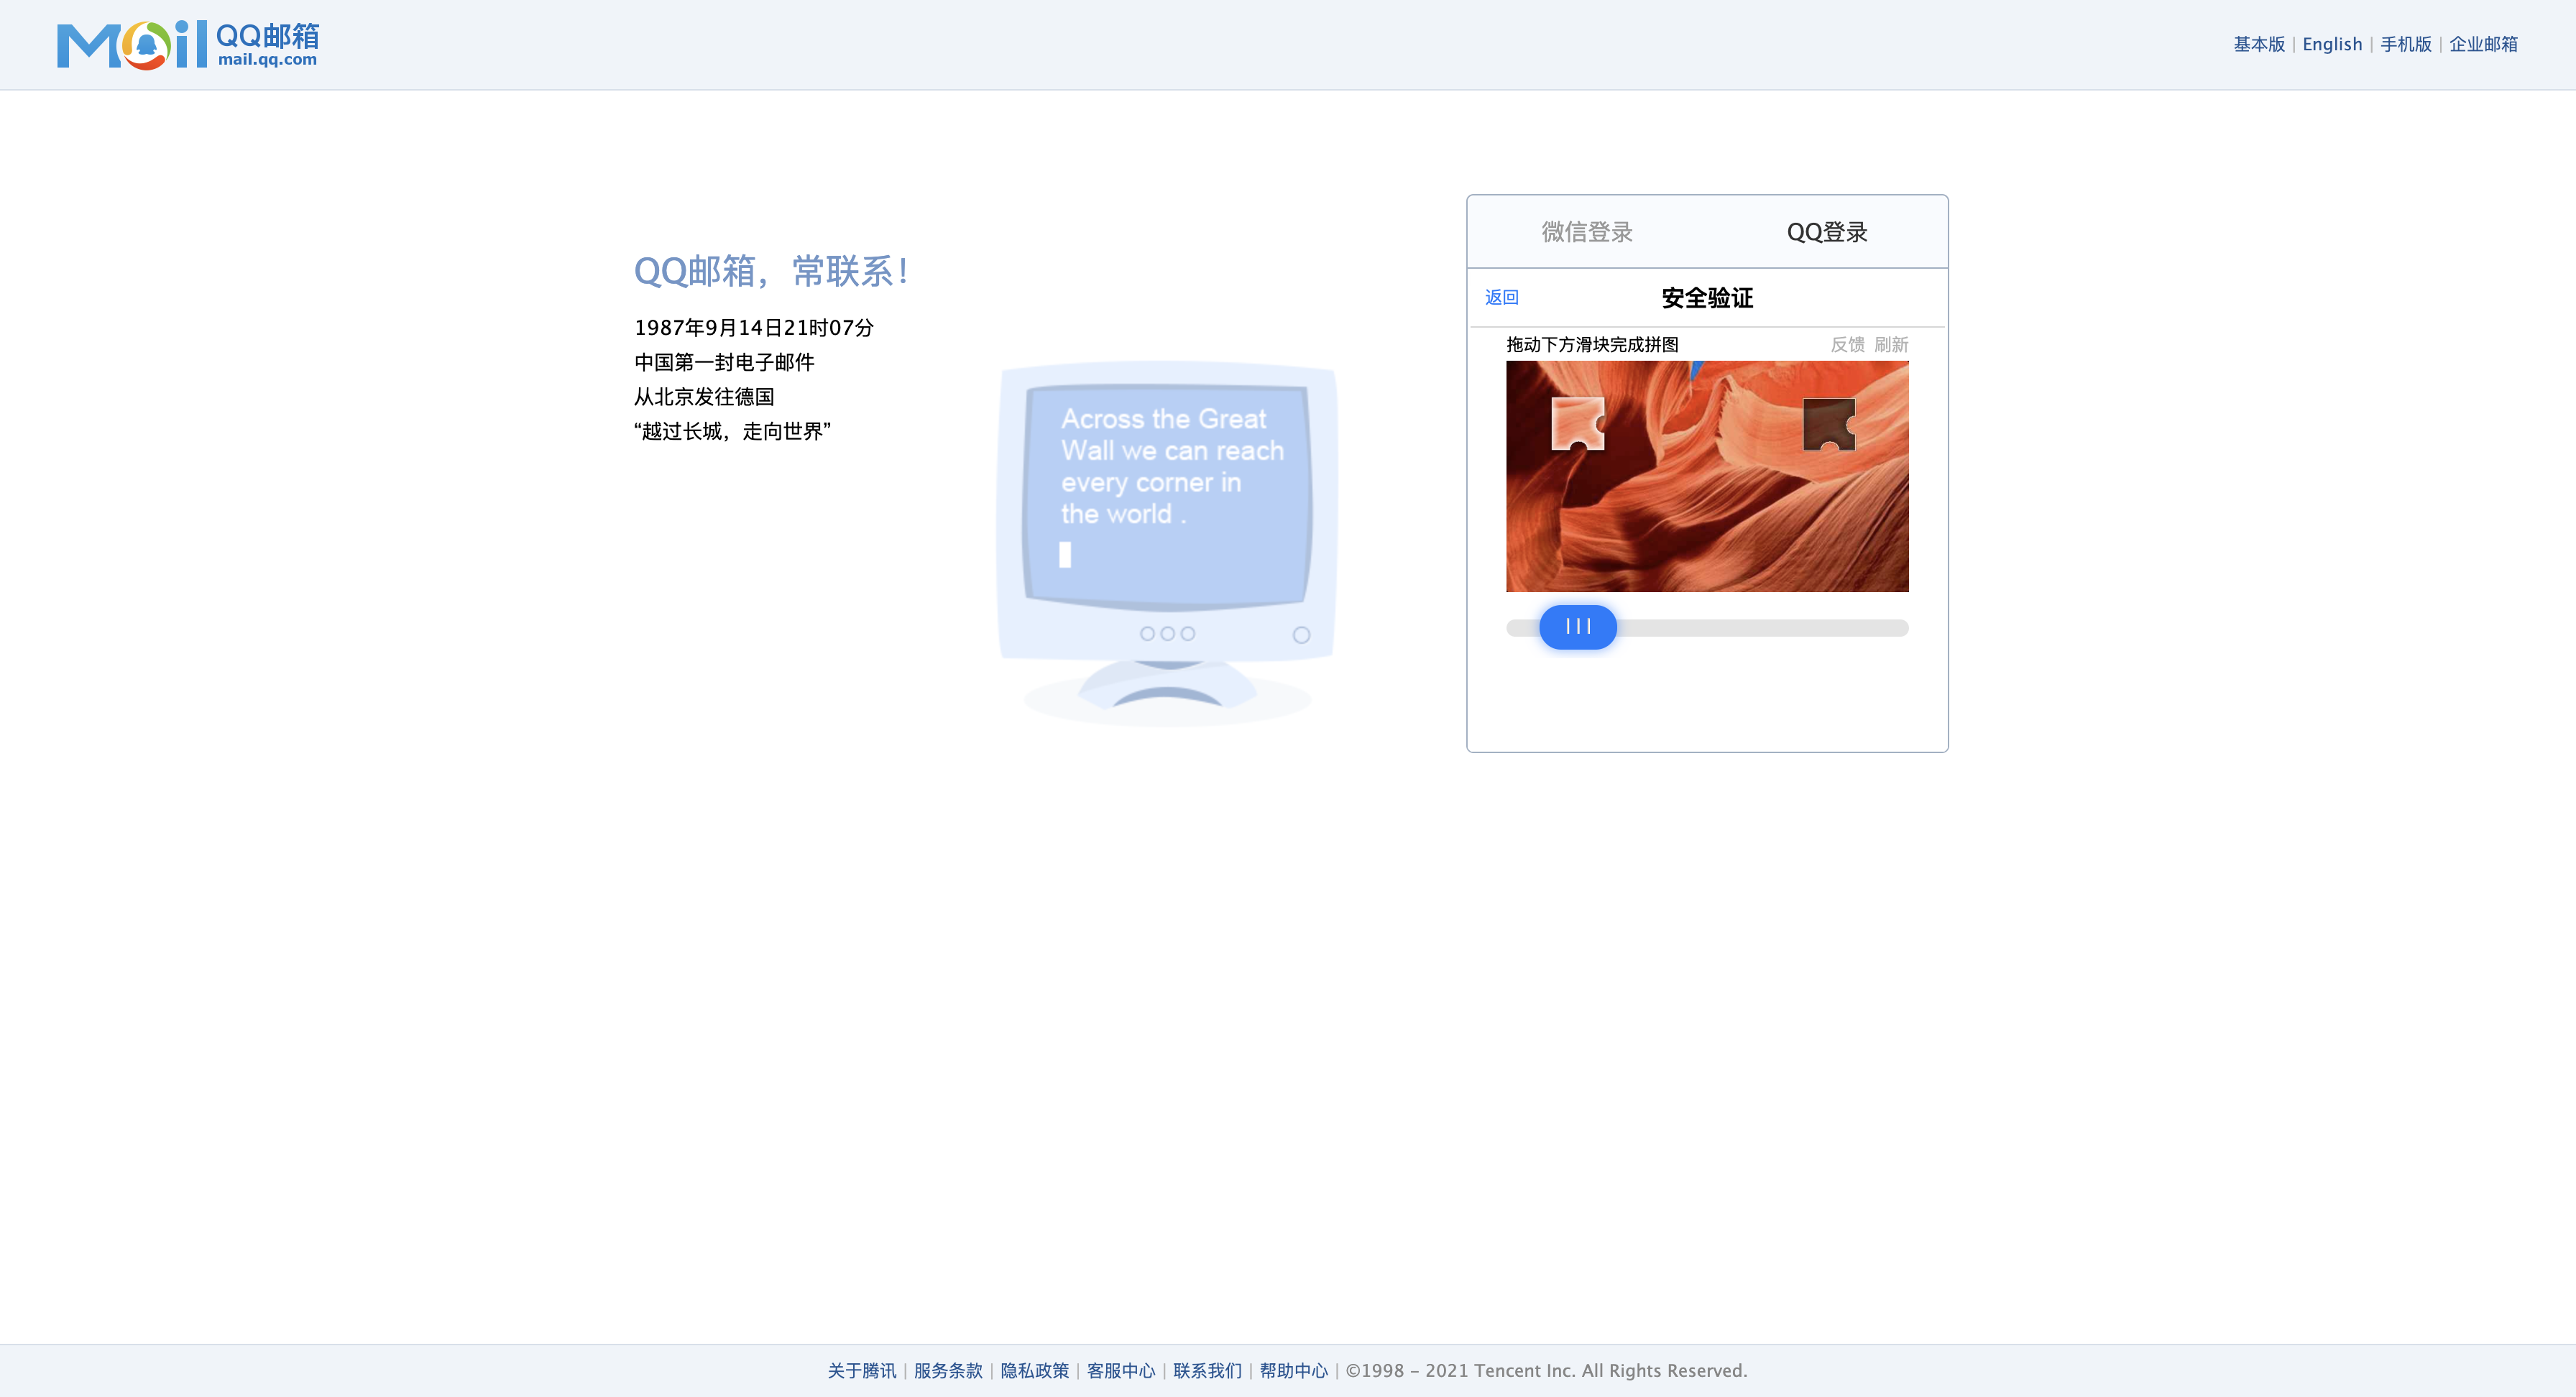 Mail QQ邮箱
mail.qq.com
基本版 | English | 手机版 | 企业邮箱
QQ邮箱，常联系！
1987年9月14日21时07分
中国第一封电子邮件
从北京发往德国
“越过长城，走向世界”
Across the Great
Wall we can reach
every corner in
the world .
微信登录 QQ登录
返回 安全验证
拖动下方滑块完成拼图 反馈 刷新
关于腾讯 | 服务条款 | 隐私政策 | 客服中心 | 联系我们 | 帮助中心 | ©1998 - 2021 Tencent Inc. All Rights Reserved.